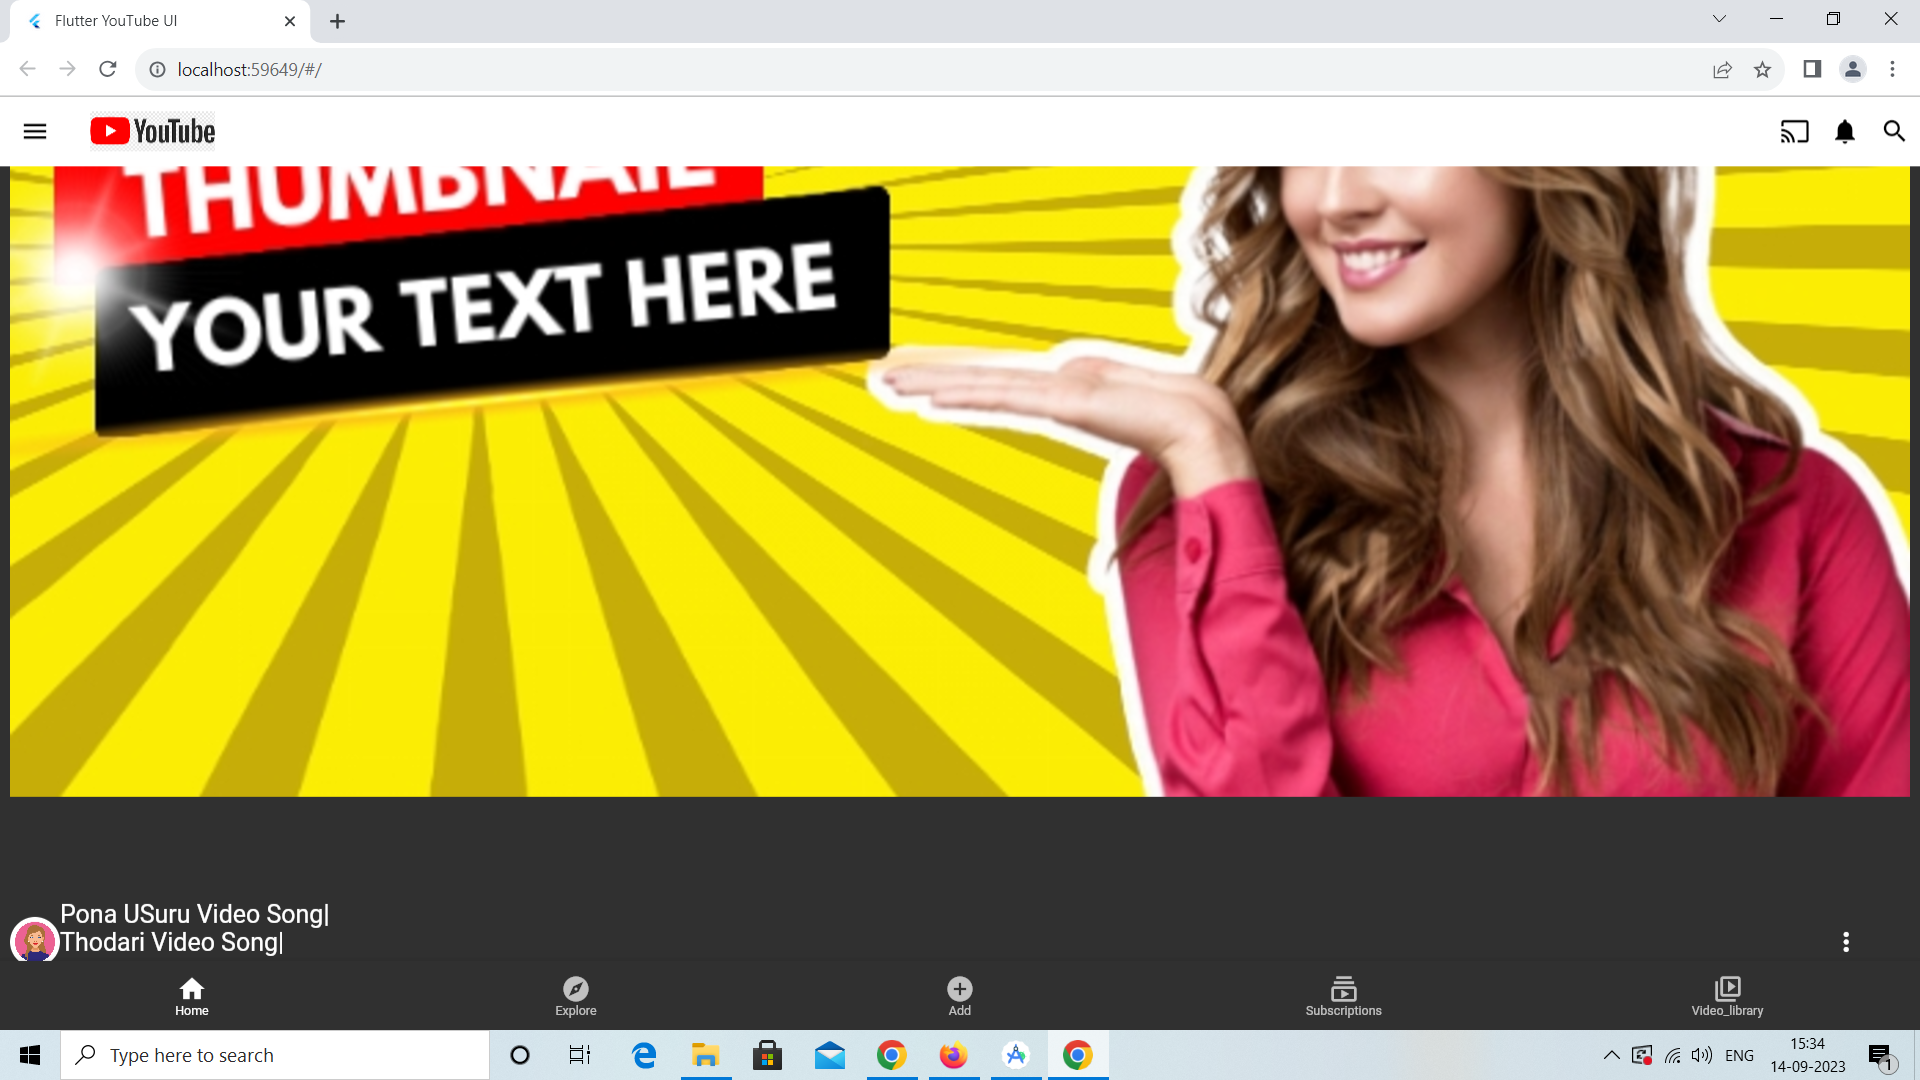 Flutter YouTube UI
localhost:59649/#/
YouTube
THUMBNAIL
YOUR TEXT HERE
Pona USuru Video Song|
Thodari Video Song|
Home
Explore
Add
Subscriptions
Video_library
Type here to search
ENG
15:34
14-09-2023
1